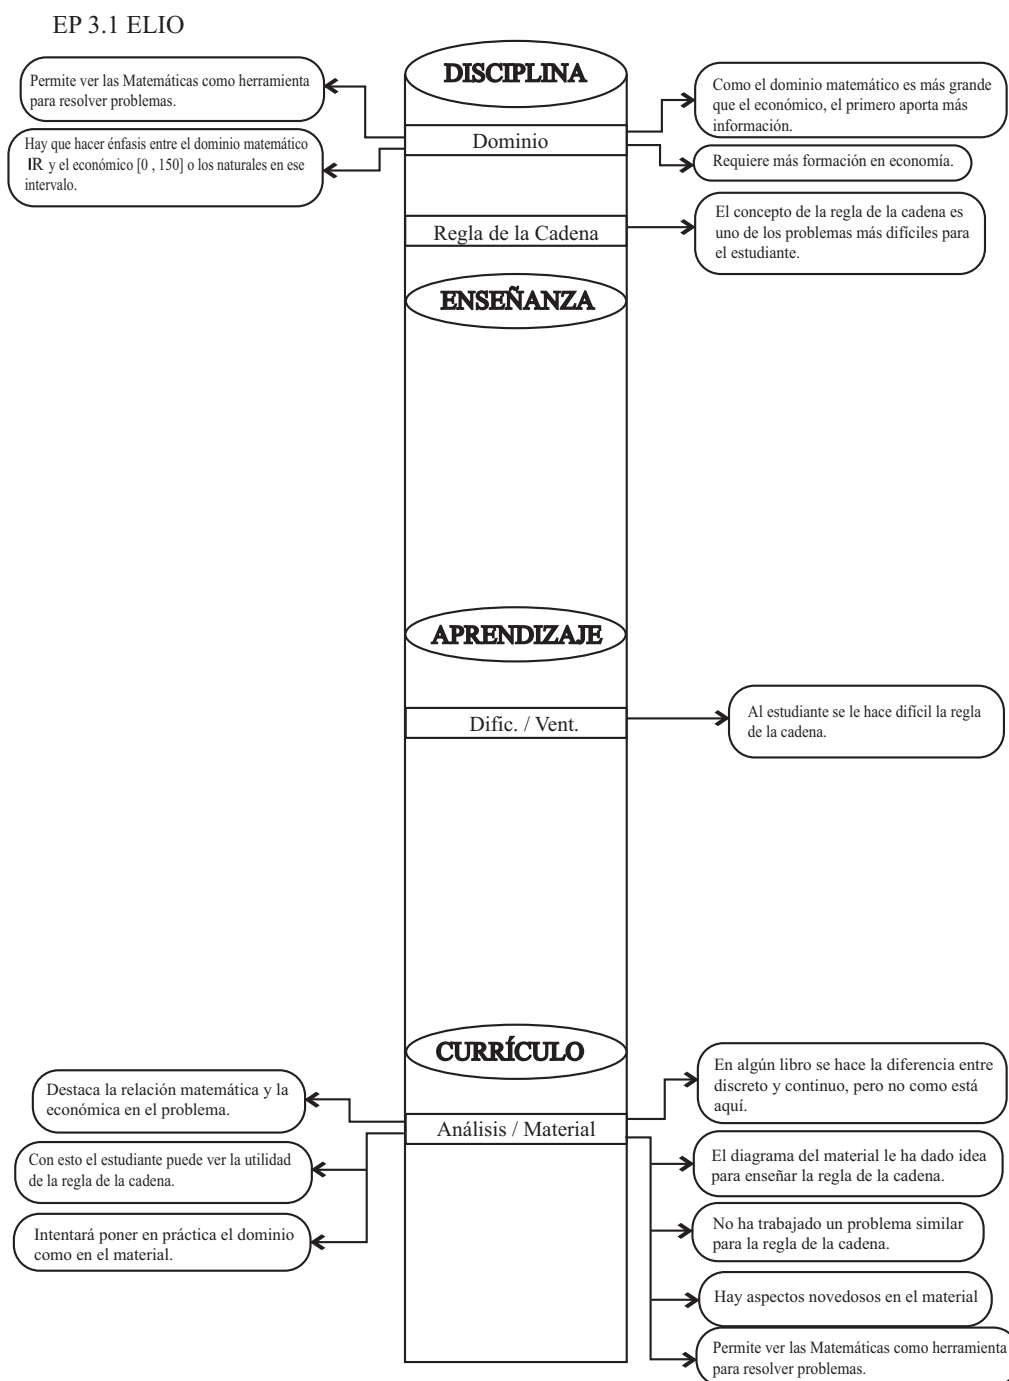 EP 3.1 ELIO
DISCIPLINA
Permite ver las Matemáticas como herramienta
para resolver problemas.
Como el dominio matemático es más grande
que el económico, el primero aporta más
información.
Dominio
Hay que hacer énfasis entre el dominio matemático
IR y el económico [0 , 150] o los naturales en ese
intervalo.
Requiere más formación en economía.
Regla de la Cadena
El concepto de la regla de la cadena es
uno de los problemas más difíciles para
el estudiante.
ENSEÑANZA
APRENDIZAJE
Dific. / Vent.
Al estudiante se le hace difícil la regla
de la cadena.
CURRÍCULO
En algún libro se hace la diferencia entre
discreto y continuo, pero no como está
aquí.
Destaca la relación matemática y la
económica en el problema.
Análisis / Material
Con esto el estudiante puede ver la utilidad
de la regla de la cadena.
El diagrama del material le ha dado idea
para enseñar la regla de la cadena.
Intentará poner en práctica el dominio
como en el material.
No ha trabajado un problema similar
para la regla de la cadena.
Hay aspectos novedosos en el material
Permite ver las Matemáticas como herramienta
para resolver problemas.